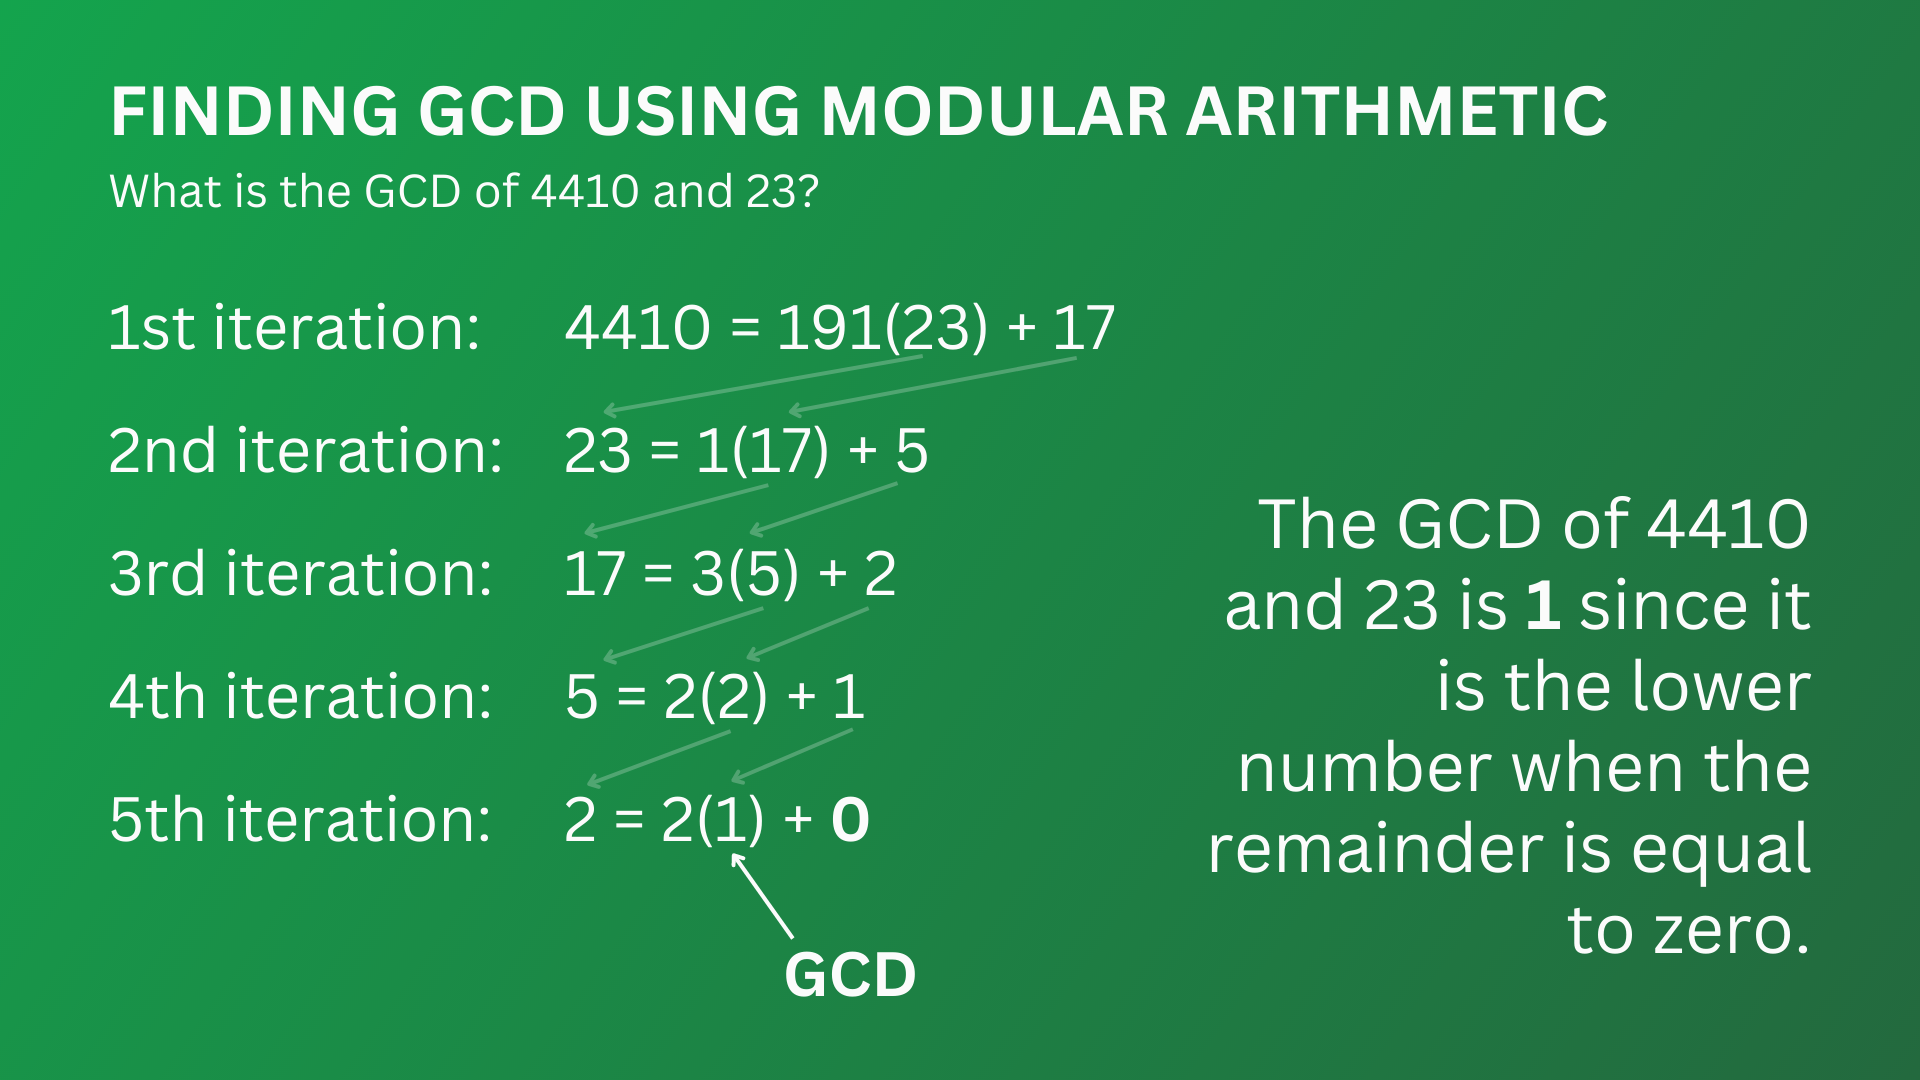 FINDING GCD USING MODULAR ARITHMETIC
What is the GCD of 4410 and 23?
1st iteration: 4410 = 191(23) + 17
2nd iteration: 23 = 1(17) + 5
3rd iteration: 17 = 3(5) + 2
4th iteration: 5 = 2(2) + 1
5th iteration: 2 = 2(1) + 0
GCD
The GCD of 4410
and 23 is 1 since it
is the lower
number when the
remainder is equal
to zero.